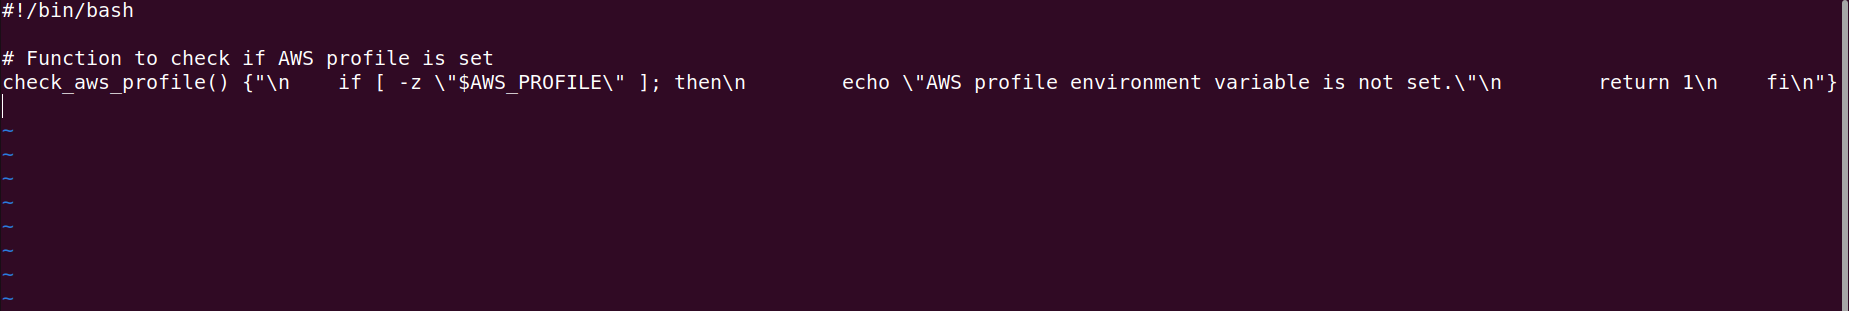 #!/bin/bash

# Function to check if AWS profile is set
check_aws_profile() {"\n    if [ -z \"$AWS_PROFILE\" ]; then\n        echo \"AWS profile environment variable is not set.\"\n        return 1\n    fi\n"}

~
~
~
~
~
~
~
~